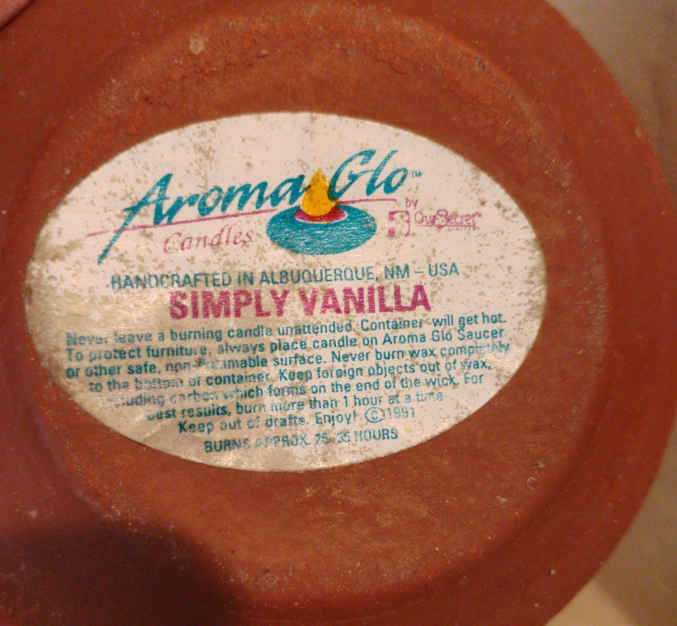 Aroma Glo™
Candles
by
HANDCRAFTED IN ALBUQUERQUE, NM – USA
SIMPLY VANILLA
Never leave a burning candle unattended. Container will get hot.
To protect furniture, always place candle on Aroma Glo Saucer
or other safe, non-flammable surface. Never burn wax completely
to the bottom of container. Keep foreign objects out of wax,
including carbon which forms on the end of the wick. For
best results, burn more than 1 hour at a time.
Keep out of drafts. Enjoy! ©1991
BURNS APPROX. 25-35 HOURS